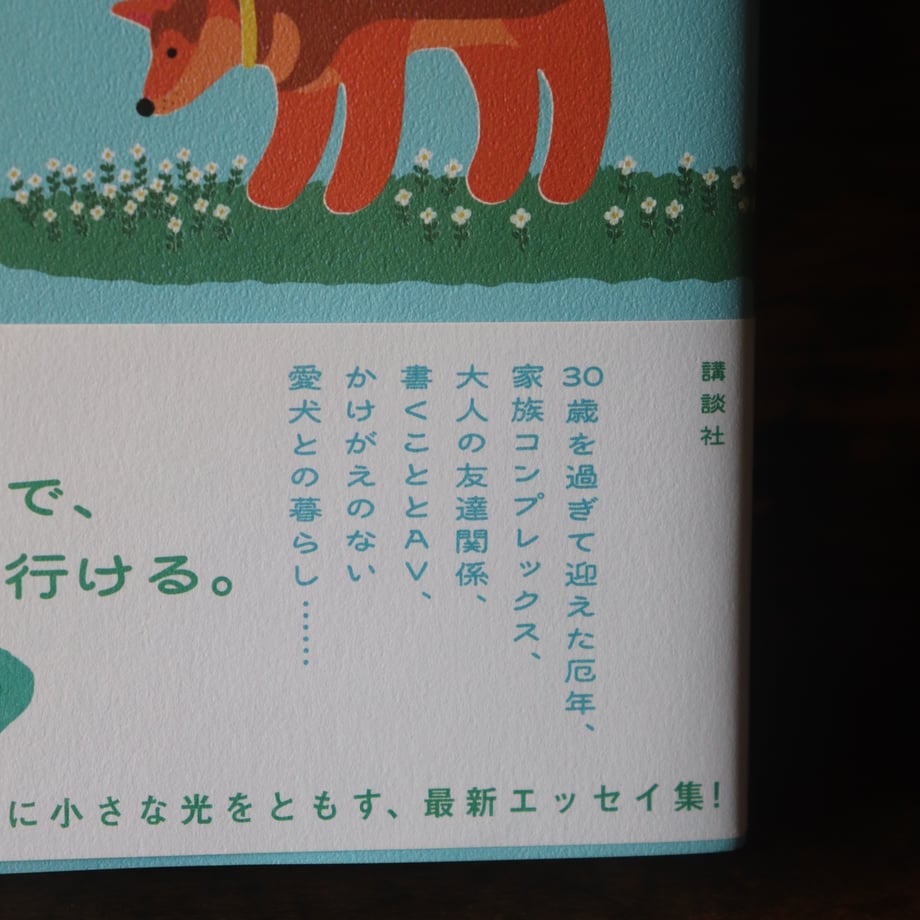 講談社
30歳を過ぎて迎えた厄年、
家族コンプレックス、
大人の友達関係、
書くこととAV、
かけがえのない
愛犬との暮らし……
で、
行ける。
に小さな光をともす、最新エッセイ集!